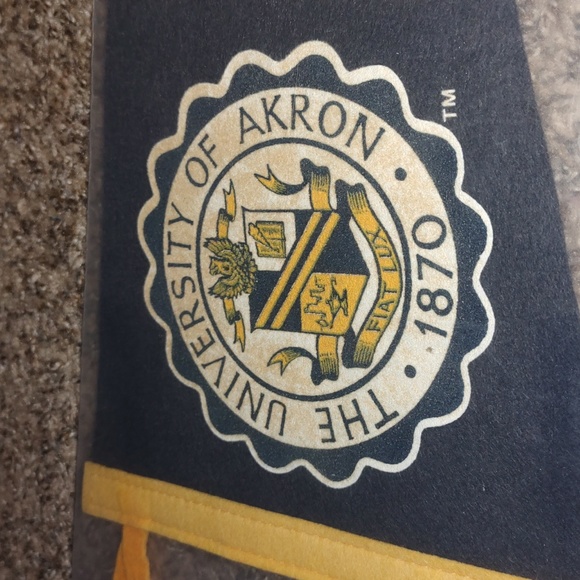 THE UNIVERSITY OF AKRON
• 1870 •
FIAT LUX
TM